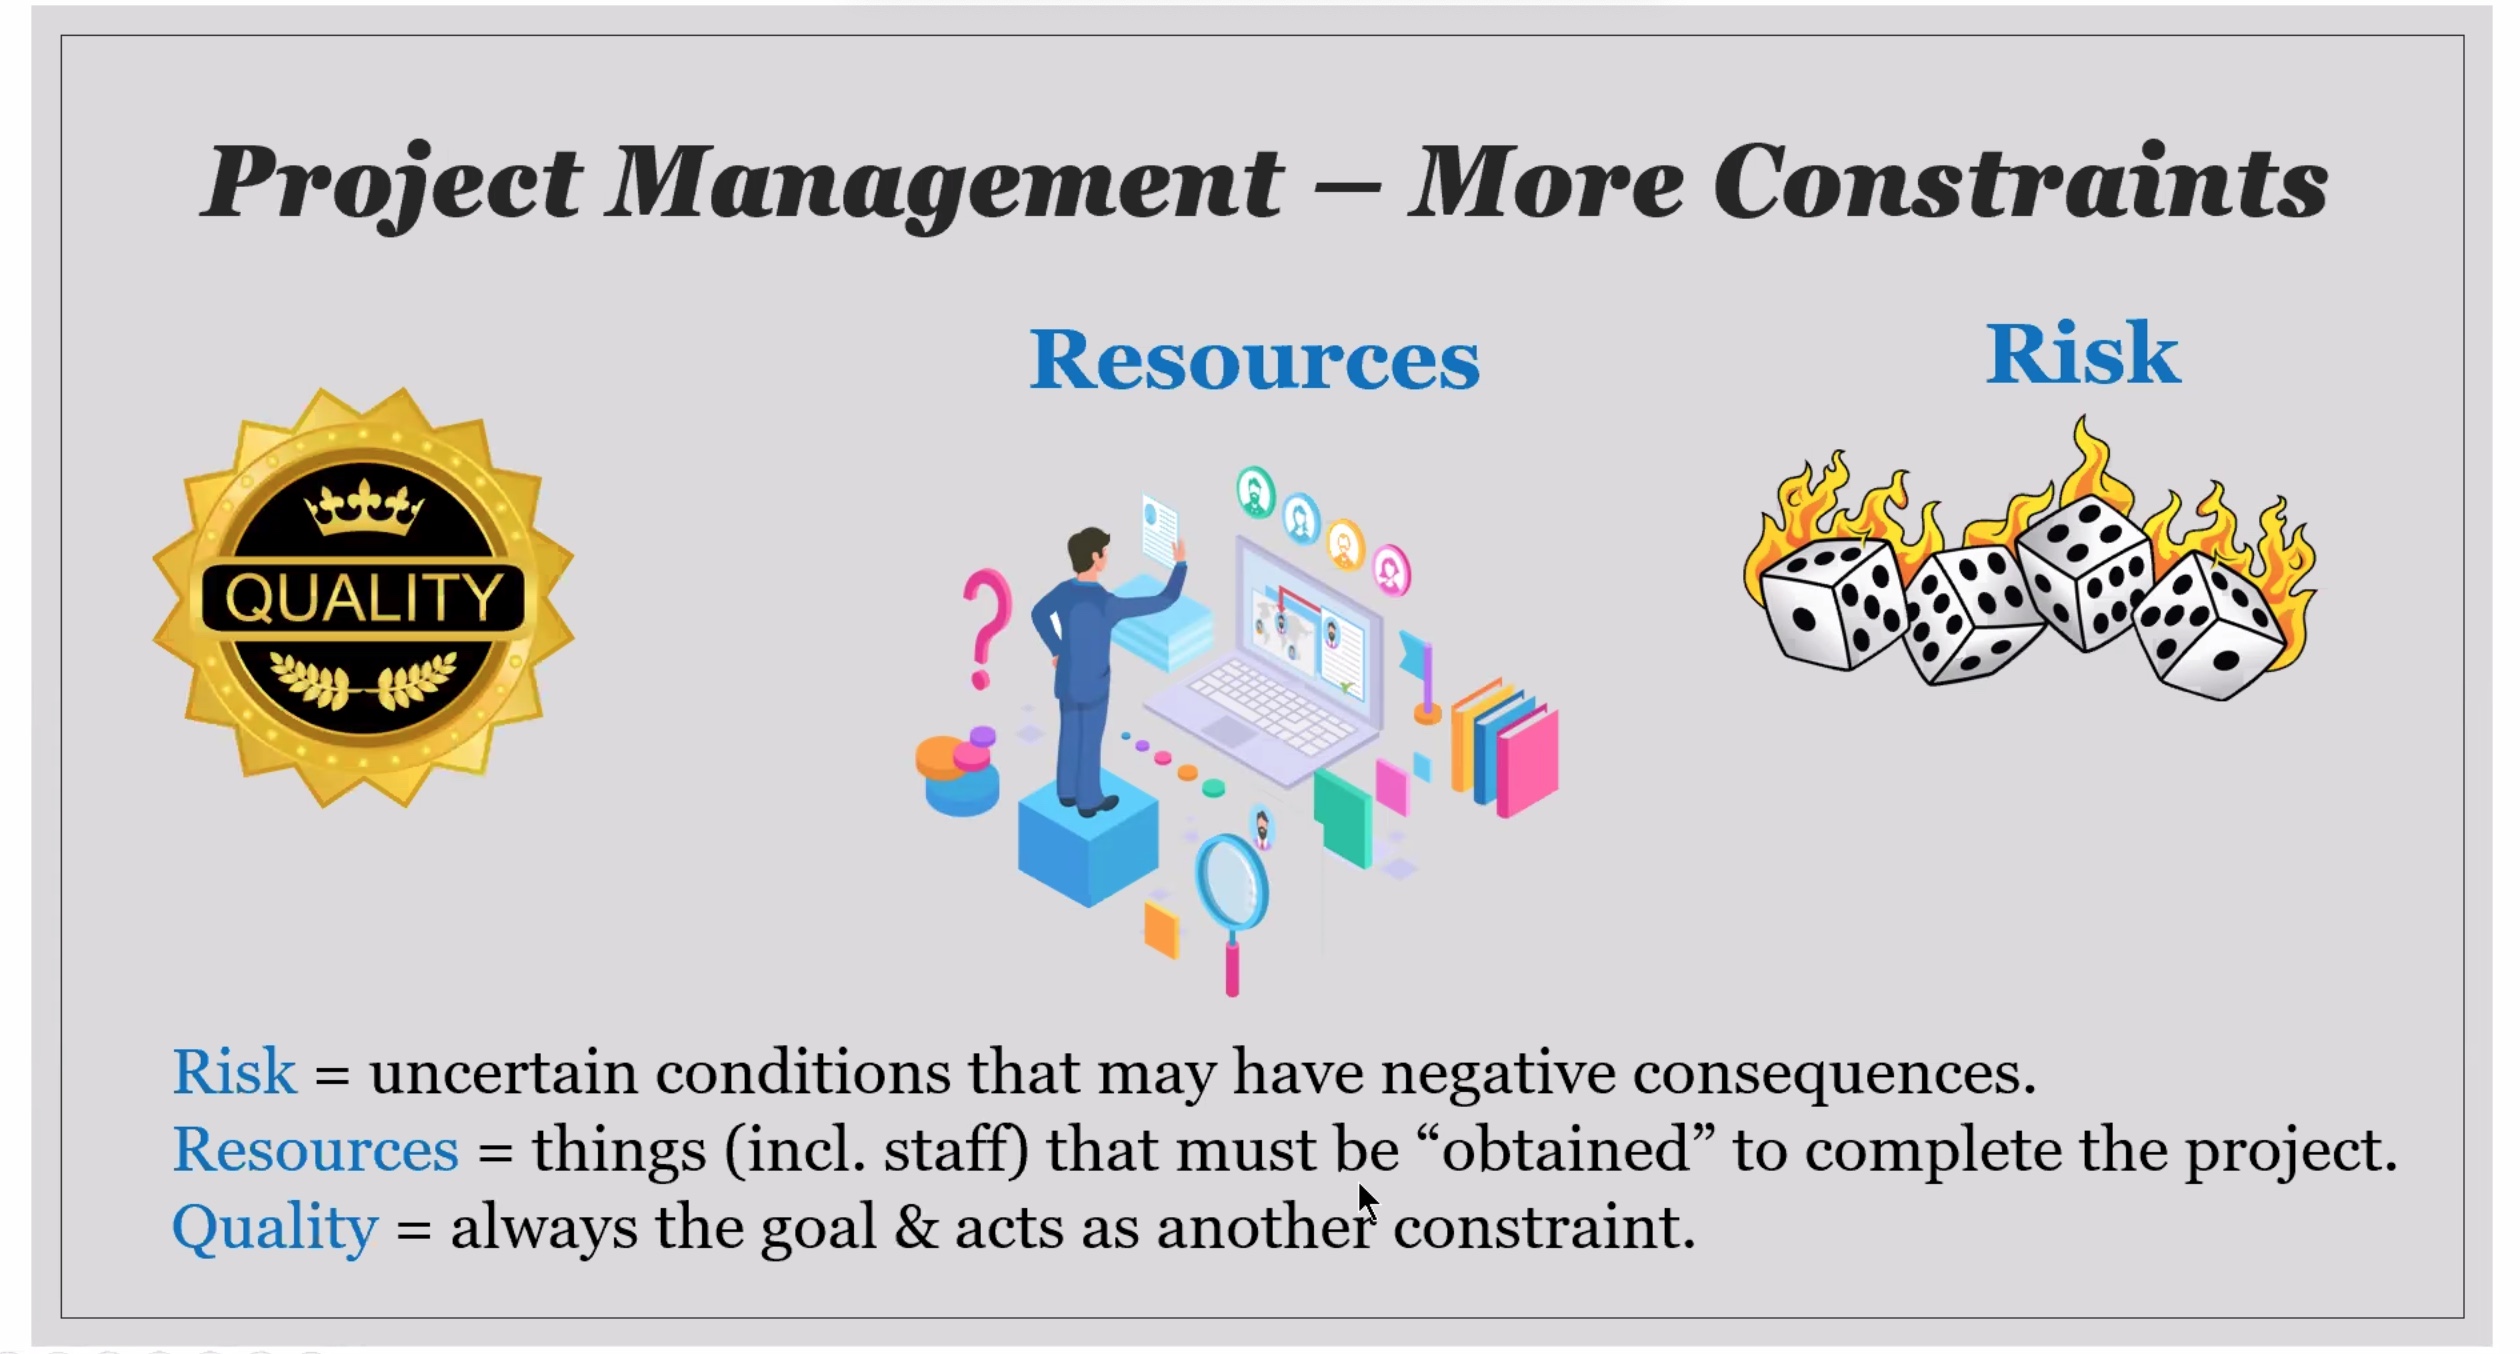 Project Management – More Constraints
Resources
Risk
QUALITY
Risk = uncertain conditions that may have negative consequences.
Resources = things (incl. staff) that must be “obtained” to complete the project.
Quality = always the goal & acts as another constraint.